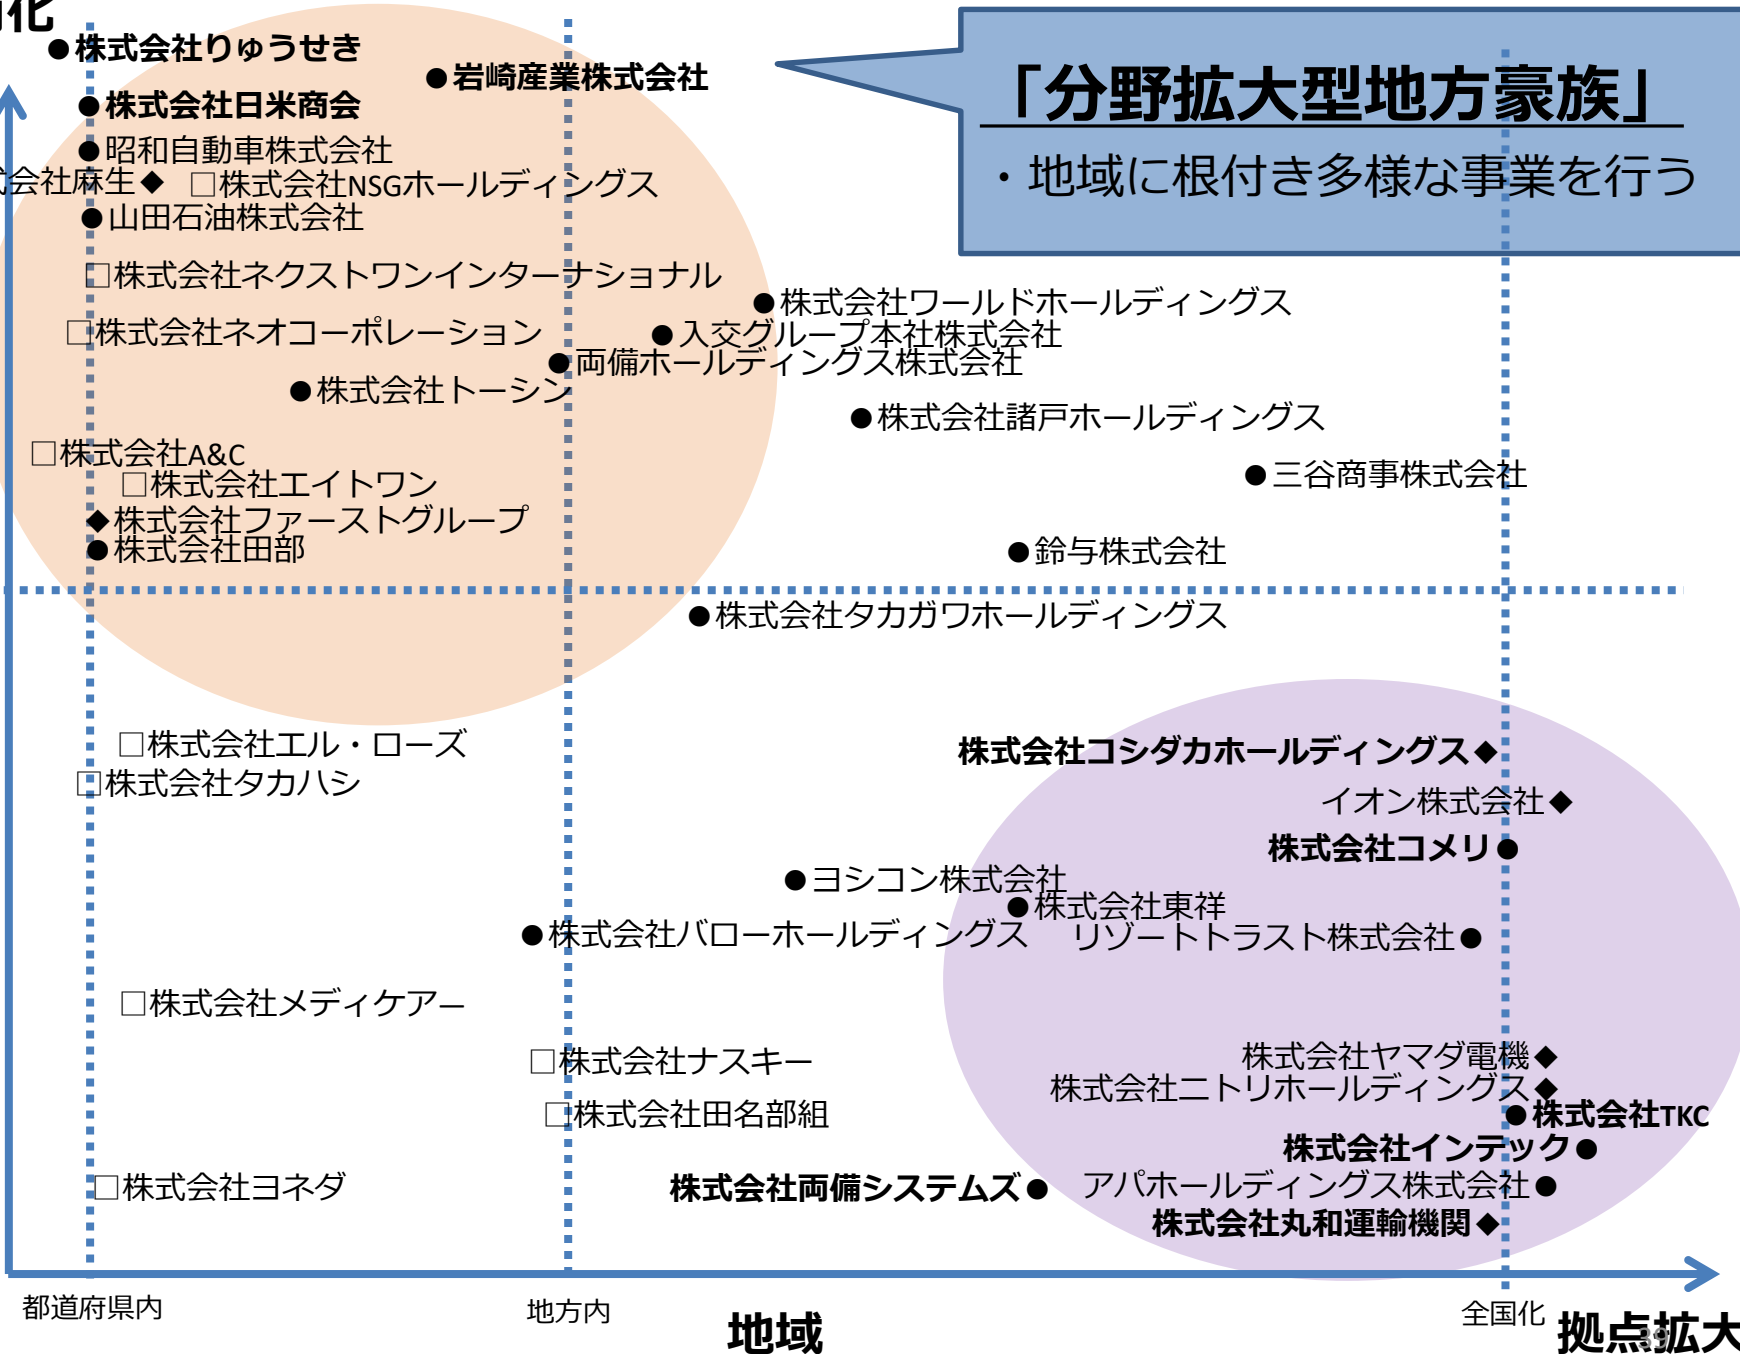 化
●株式会社りゅうせき
●岩崎産業株式会社
●株式会社日米商会
●昭和自動車株式会社
会社麻生◆
□株式会社NSGホールディングス
●山田石油株式会社
「分野拡大型地方豪族」
・地域に根付き多様な事業を行う
□株式会社ネクストワンインターナショナル
●株式会社ワールドホールディングス
□株式会社ネオコーポレーション
●入交グループ本社株式会社
●両備ホールディングス株式会社
●株式会社トーシン
●株式会社諸戸ホールディングス
□株式会社A&C
●三谷商事株式会社
□株式会社エイトワン
◆株式会社ファーストグループ
●株式会社田部
●鈴与株式会社
●株式会社タカガワホールディングス
□株式会社エル・ローズ
株式会社コシダカホールディングス◆
□株式会社タカハシ
イオン株式会社◆
株式会社コメリ●
●ヨシコン株式会社
●株式会社東祥
●株式会社バローホールディングス
リゾートトラスト株式会社●
□株式会社メディケアー
□株式会社ナスキー
株式会社ヤマダ電機◆
株式会社ニトリホールディングス◆
□株式会社田名部組
●株式会社TKC
株式会社インテック●
□株式会社ヨネダ
株式会社両備システムズ●
アパホールディングス株式会社●
株式会社丸和運輸機関◆
都道府県内
地方内
全国化
地域
拠点拡大
39